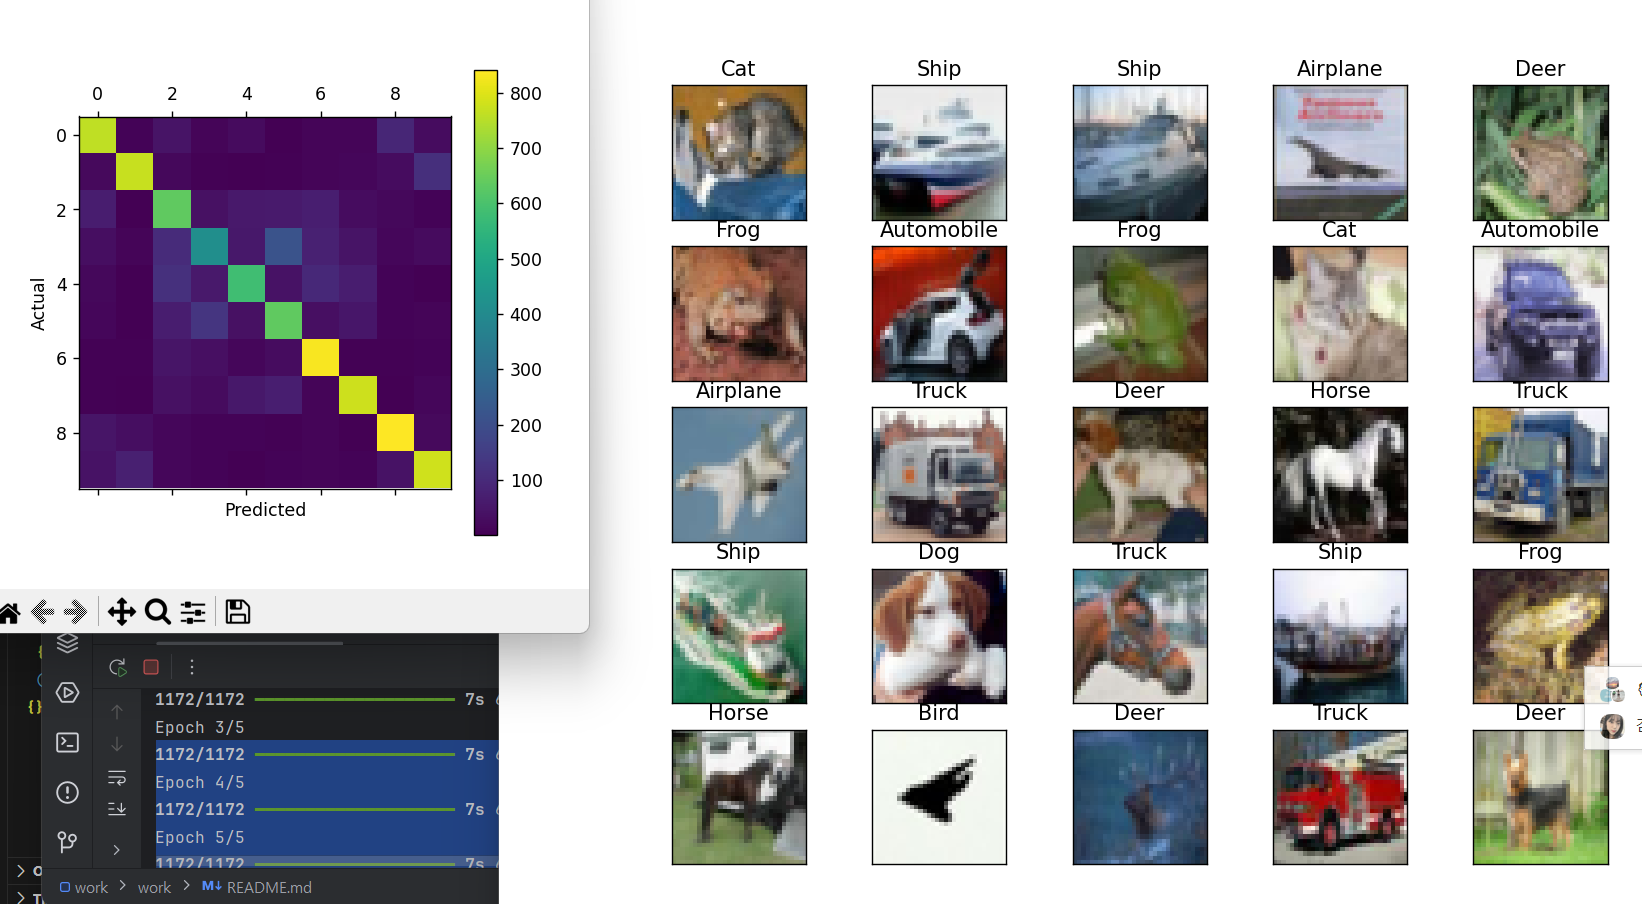 0 2 4 6 8
0
2
4
6
8
Actual
Predicted
800
700
600
500
400
300
200
100
Cat Ship Ship Airplane Deer
Frog Automobile Frog Cat Automobile
Airplane Truck Deer Horse Truck
Ship Dog Truck Ship Frog
Horse Bird Deer Truck Deer
1172/1172 7s
Epoch 3/5
1172/1172 7s
Epoch 4/5
1172/1172 7s
Epoch 5/5
1172/1172 7s
work > work > M↓ README.md